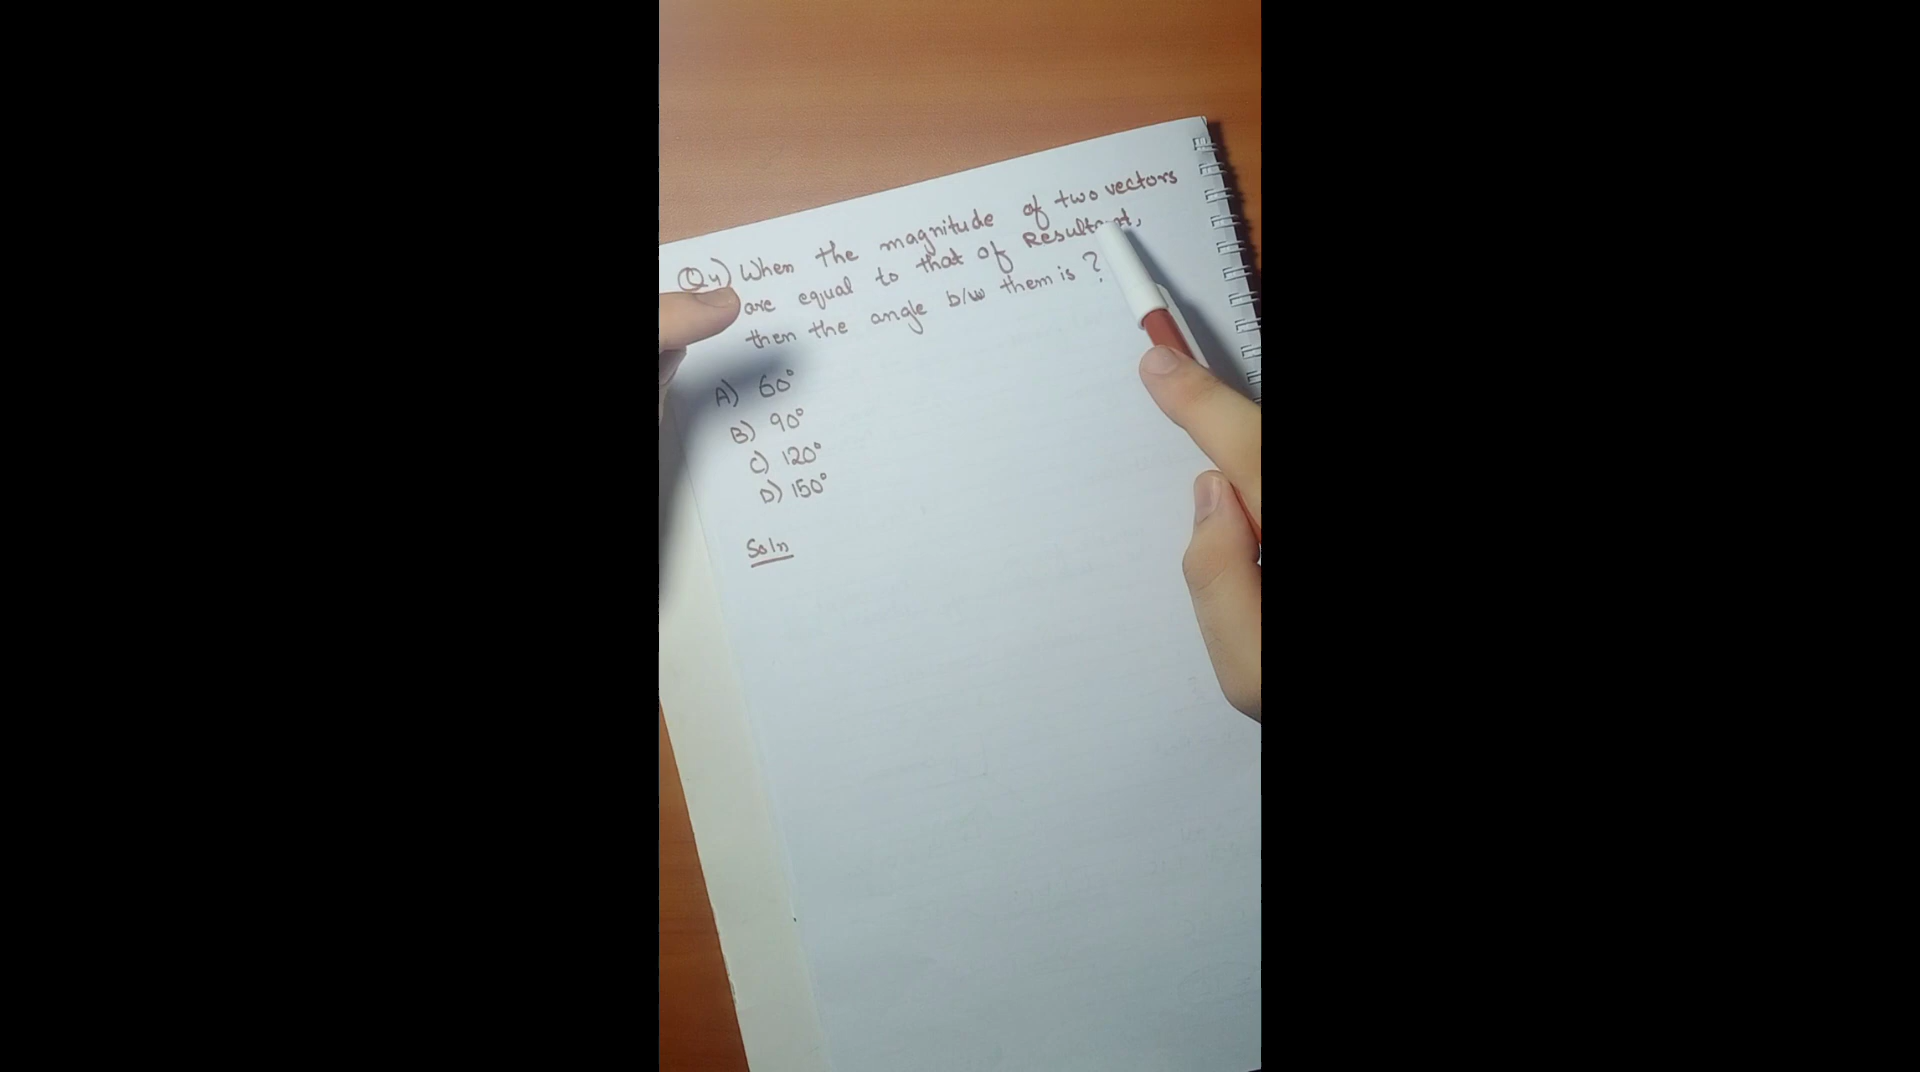 Q4) When the magnitude of two vectors
are equal to that of Resultant,
then the angle b/w them is ?
A) 60°
B) 90°
C) 120°
D) 150°
Soln